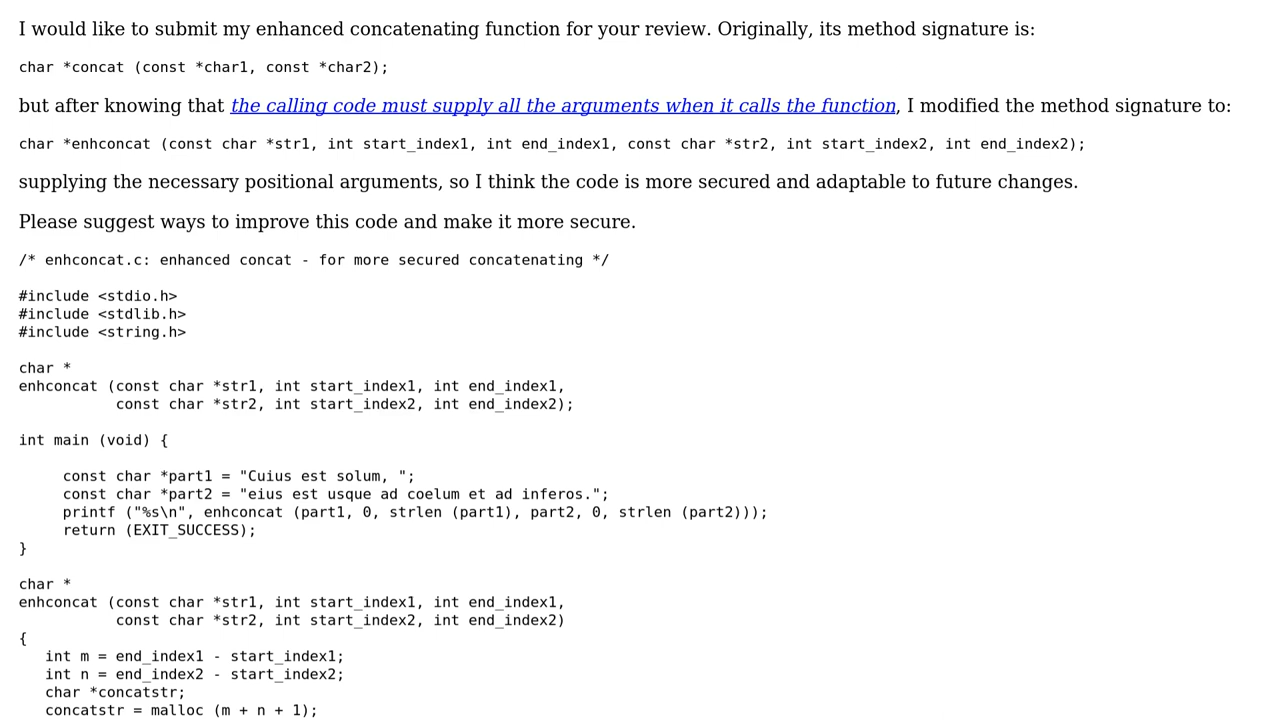 I would like to submit my enhanced concatenating function for your review. Originally, its method signature is:
char *concat (const *char1, const *char2);
but after knowing that the calling code must supply all the arguments when it calls the function, I modified the method signature to:
char *enhconcat (const char *str1, int start_index1, int end_index1, const char *str2, int start_index2, int end_index2);
supplying the necessary positional arguments, so I think the code is more secured and adaptable to future changes.
Please suggest ways to improve this code and make it more secure.
/* enhconcat.c: enhanced concat - for more secured concatenating */
#include <stdio.h>
#include <stdlib.h>
#include <string.h>
char *
enhconcat (const char *str1, int start_index1, int end_index1,
           const char *str2, int start_index2, int end_index2);
int main (void) {
     const char *part1 = "Cuius est solum, ";
     const char *part2 = "eius est usque ad coelum et ad inferos.";
     printf ("%s\n", enhconcat (part1, 0, strlen (part1), part2, 0, strlen (part2)));
     return (EXIT_SUCCESS);
}
char *
enhconcat (const char *str1, int start_index1, int end_index1,
           const char *str2, int start_index2, int end_index2)
{
   int m = end_index1 - start_index1;
   int n = end_index2 - start_index2;
   char *concatstr;
   concatstr = malloc (m + n + 1);